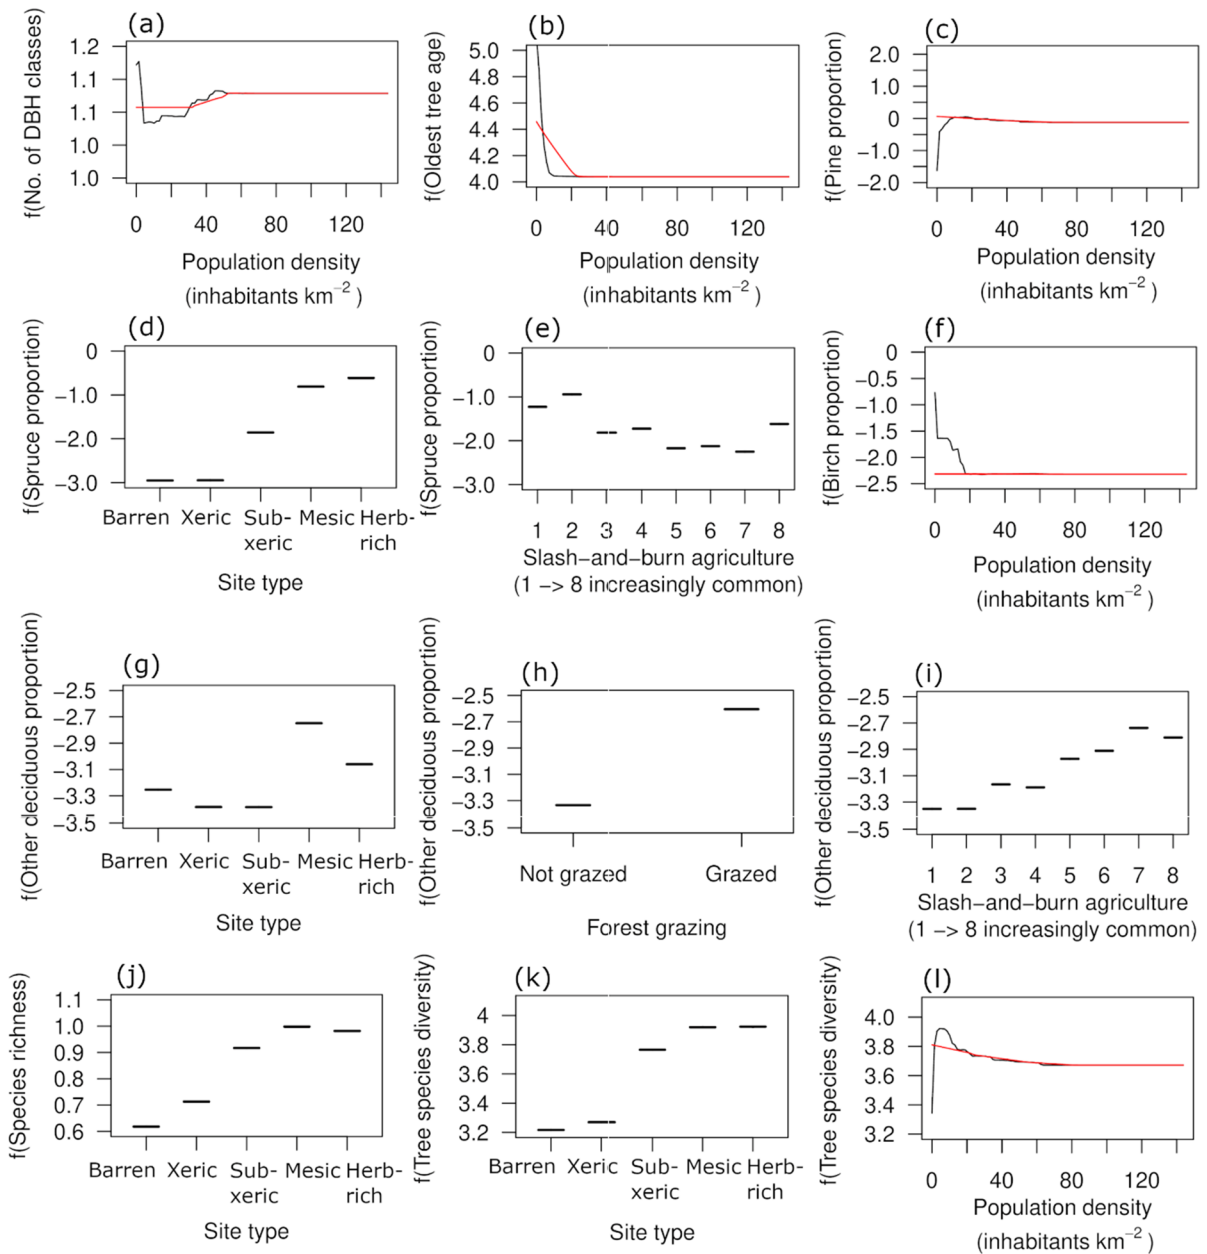 (a)
f(No. of DBH classes)
1.2
1.1
1.1
1.0
1.0
0 40 80 120
Population density
(inhabitants km⁻² )
(b)
f(Oldest tree age)
5.0
4.8
4.6
4.4
4.2
4.0
0 40 80 120
Population density
(inhabitants km⁻² )
(c)
f(Pine proportion)
2.0
1.0
0
−1.0
−2.0
0 40 80 120
Population density
(inhabitants km⁻² )
(d)
f(Spruce proportion)
0
−1.0
−2.0
−3.0
Barren Xeric Sub- Mesic Herb-
xeric rich
Site type
(e)
f(Spruce proportion)
0
−1.0
−2.0
−3.0
1 2 3 4 5 6 7 8
Slash−and−burn agriculture
(1 −> 8 increasingly common)
(f)
f(Birch proportion)
0
−0.5
−1.0
−1.5
−2.0
−2.5
0 40 80 120
Population density
(inhabitants km⁻² )
(g)
f(Other deciduous proportion)
−2.5
−2.7
−2.9
−3.1
−3.3
−3.5
Barren Xeric Sub- Mesic Herb-
xeric rich
Site type
(h)
f(Other deciduous proportion)
−2.5
−2.7
−2.9
−3.1
−3.3
−3.5
Not grazed Grazed
Forest grazing
(i)
f(Other deciduous proportion)
−2.5
−2.7
−2.9
−3.1
−3.3
−3.5
1 2 3 4 5 6 7 8
Slash−and−burn agriculture
(1 −> 8 increasingly common)
(j)
f(Species richness)
1.1
1.0
0.9
0.8
0.7
0.6
Barren Xeric Sub- Mesic Herb-
xeric rich
Site type
(k)
f(Tree species diversity)
4
3.8
3.6
3.4
3.2
Barren Xeric Sub- Mesic Herb-
xeric rich
Site type
(l)
f(Tree species diversity)
4.0
3.8
3.6
3.4
3.2
0 40 80 120
Population density
(inhabitants km⁻² )